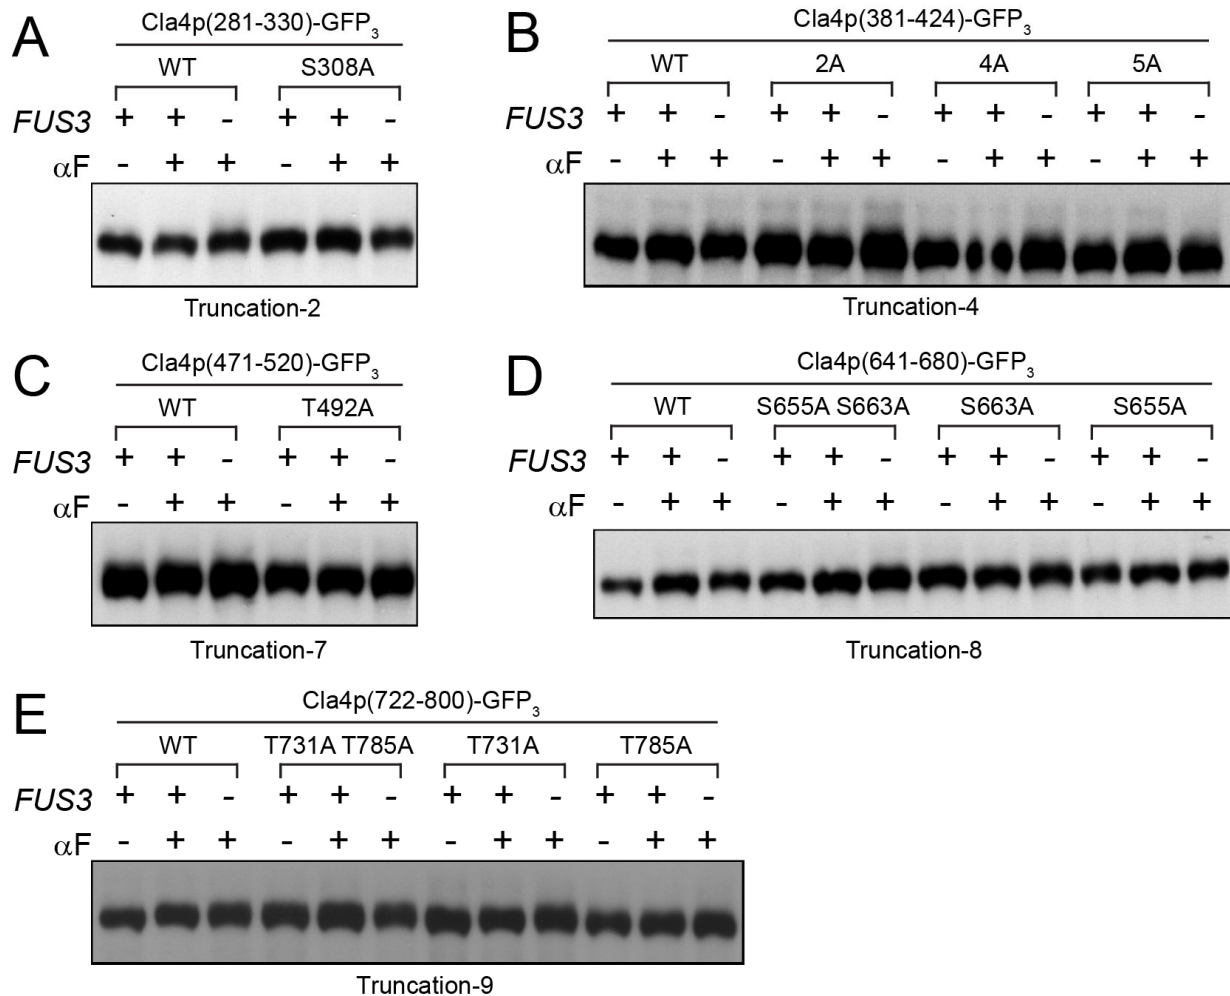 A
Cla4p(281-330)-GFP3
WT S308A
FUS3 + + - + + -
αF - + + - + +
Truncation-2
B
Cla4p(381-424)-GFP3
WT 2A 4A 5A
FUS3 + + - + + - + + - + + -
αF - + + - + + - + + - + +
Truncation-4
C
Cla4p(471-520)-GFP3
WT T492A
FUS3 + + - + + -
αF - + + - + +
Truncation-7
D
Cla4p(641-680)-GFP3
WT S655A S663A S663A S655A
FUS3 + + - + + - + + - + + -
αF - + + - + + - + + - + +
Truncation-8
E
Cla4p(722-800)-GFP3
WT T731A T785A T731A T785A
FUS3 + + - + + - + + - + + -
αF - + + - + + - + + - + +
Truncation-9